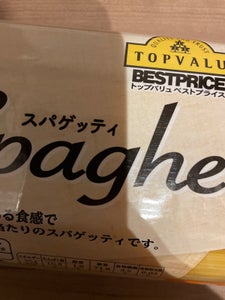 TOPVALU
BESTPRICE
トップバリュ ベストプライス
スパゲッティ
paghe
る食感で
たりのスパゲッティです。